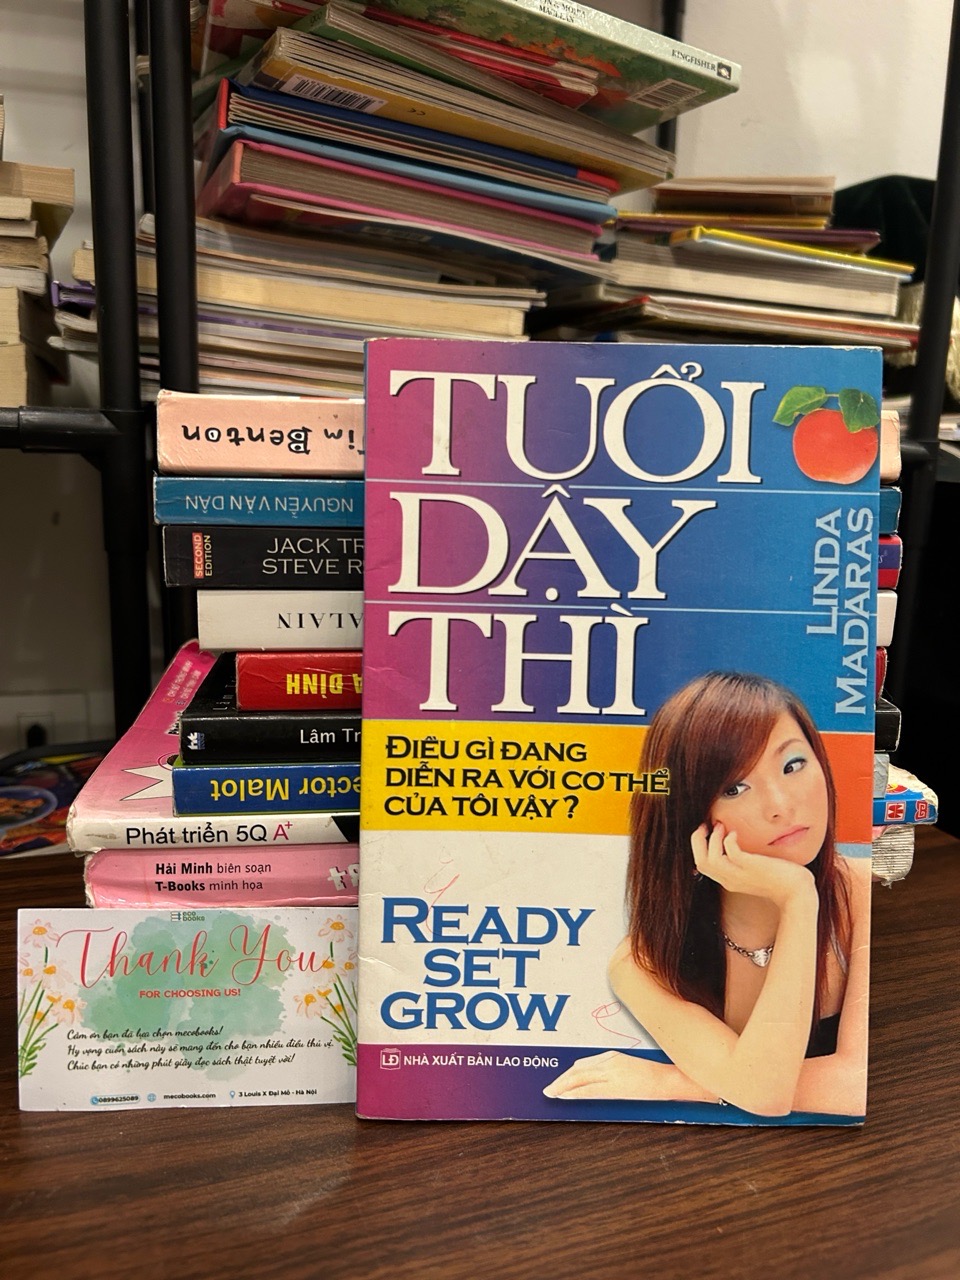 MACMILLAN
KINGFISHER
Tim Benton
NGUYỄN VĂN DÂN
SECOND EDITION
JACK TR
STEVE R
ALAIN
A ĐÌNH
Lâm Tr
ector Malot
Phát triển 5Q A+
Hải Minh biên soạn
T-Books minh họa
TUỔI
DẬY
THÌ
LINDA
MADARAS
ĐIỀU GÌ ĐANG
DIỄN RA VỚI CƠ THỂ
CỦA TÔI VẬY?
READY
SET
GROW
LĐ NHÀ XUẤT BẢN LAO ĐỘNG
eco
books
Thank You
FOR CHOOSING US!
Cảm ơn bạn đã lựa chọn mecobooks!
Hy vọng cuốn sách này sẽ mang đến cho bạn nhiều điều thú vị.
Chúc bạn có những phút giây đọc sách thật tuyệt vời!
0899625089 mecobooks.com 3 Louis X Đại Mỗ - Hà Nội